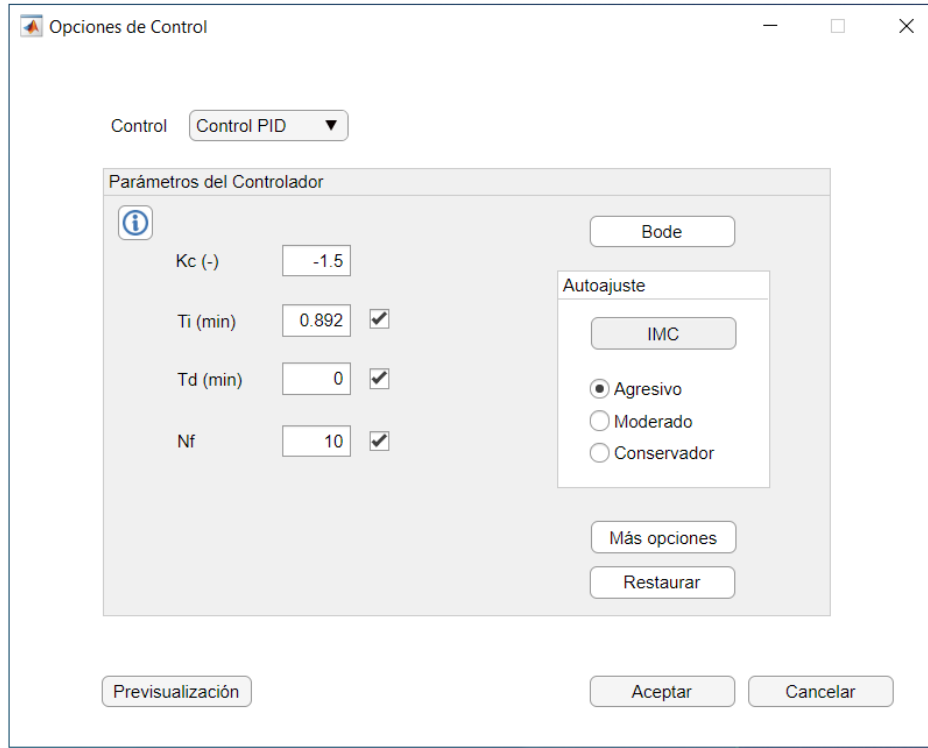 Opciones de Control
Control Control PID
Parámetros del Controlador
Kc (-) -1.5
Ti (min) 0.892
Td (min) 0
Nf 10
Bode
Autoajuste
IMC
Agresivo
Moderado
Conservador
Más opciones
Restaurar
Previsualización Aceptar Cancelar